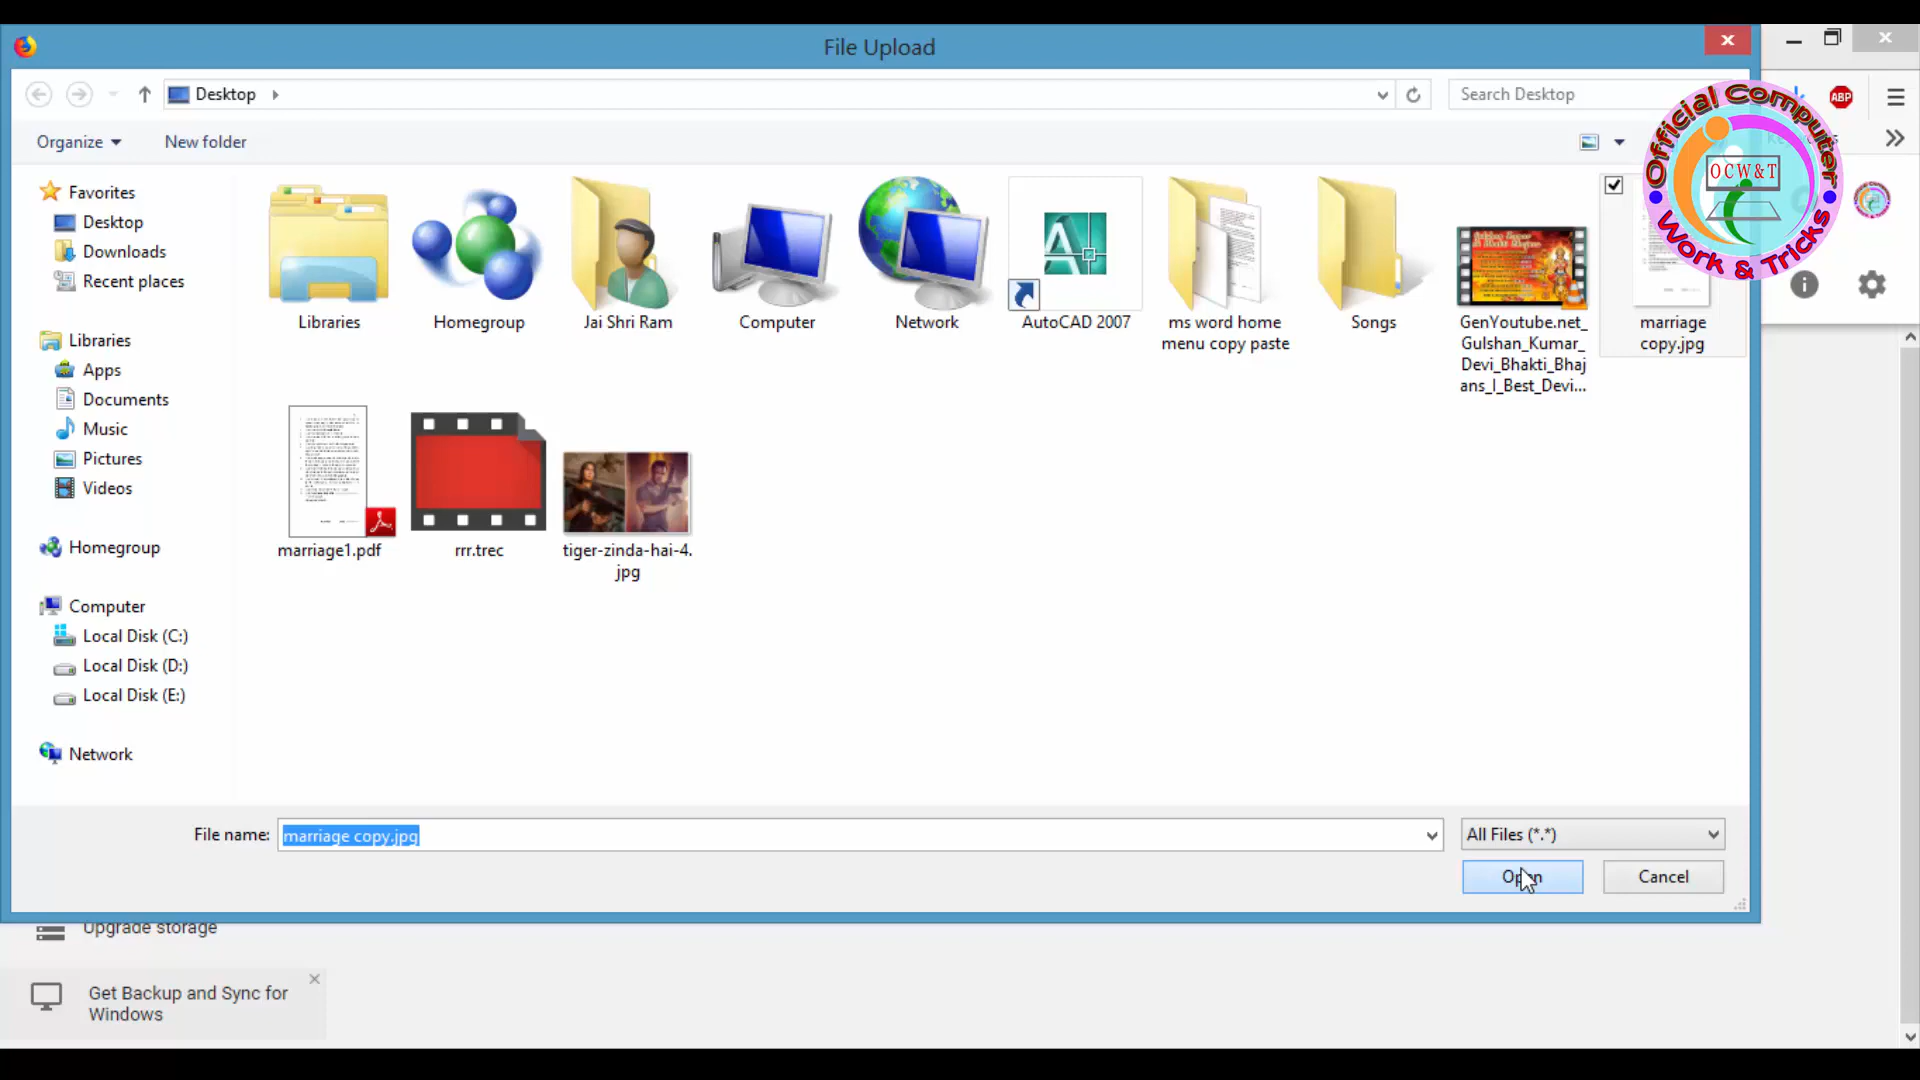 File Upload
Desktop
Search Desktop
ABP
Organize
New folder
Official Computer
OCW&T
Work & Tricks
Favorites
Desktop
Downloads
Recent places
Libraries
Apps
Documents
Music
Pictures
Videos
Homegroup
Computer
Local Disk (C:)
Local Disk (D:)
Local Disk (E:)
Network
Libraries
Homegroup
Jai Shri Ram
Computer
Network
AutoCAD 2007
ms word home
menu copy paste
Songs
GenYoutube.net_
Gulshan_Kumar_
Devi_Bhakti_Bhaj
ans_l_Best_Devi...
marriage
copy.jpg
marriage1.pdf
rrr.trec
tiger-zinda-hai-4.
jpg
File name:
marriage copy.jpg
All Files (*.*)
Open
Cancel
Upgrade storage
Get Backup and Sync for
Windows